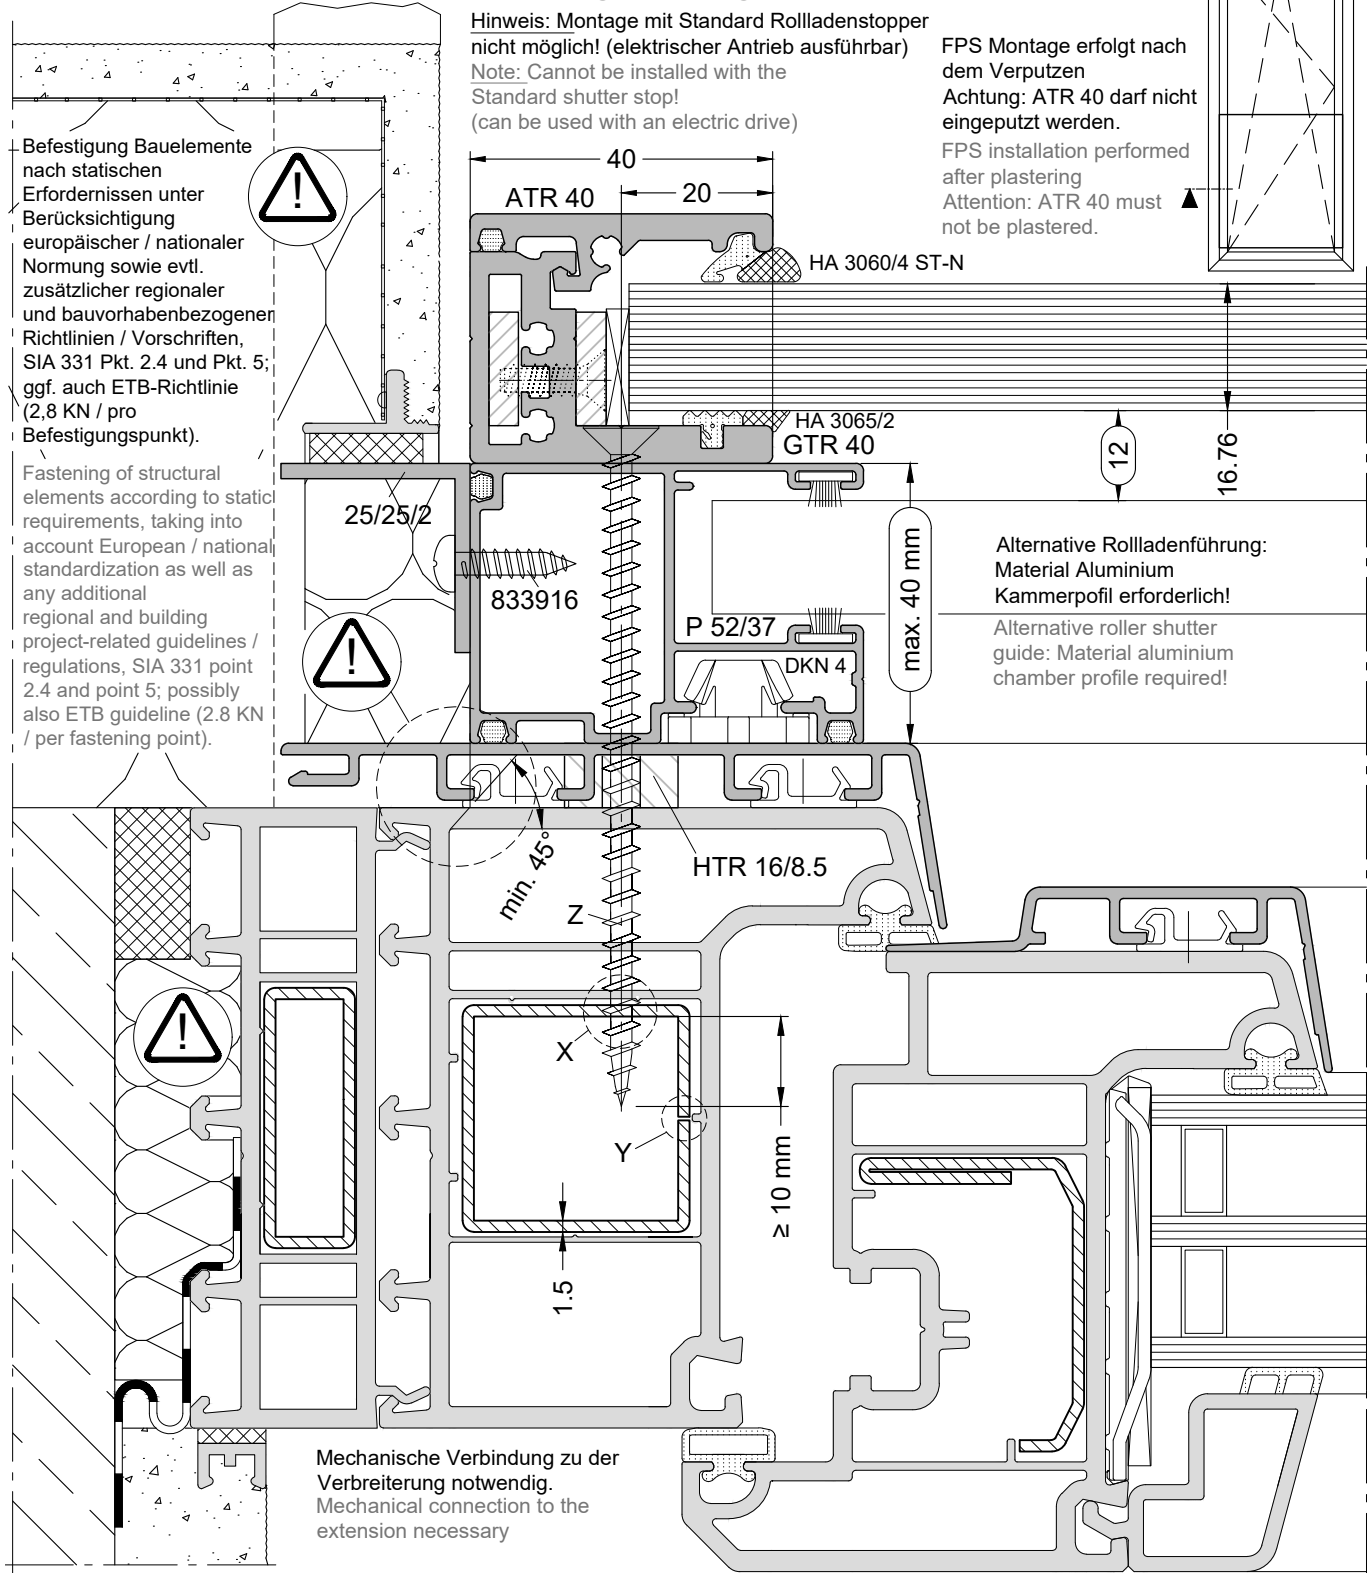 Hinweis: Montage mit Standard Rollladenstopper
nicht möglich! (elektrischer Antrieb ausführbar)
Note: Cannot be installed with the
Standard shutter stop!
(can be used with an electric drive)
FPS Montage erfolgt nach
dem Verputzen
Achtung: ATR 40 darf nicht
eingeputzt werden.
FPS installation performed
after plastering
Attention: ATR 40 must
not be plastered.
Befestigung Bauelemente
nach statischen
Erfordernissen unter
Berücksichtigung
europäischer / nationaler
Normung sowie evtl.
zusätzlicher regionaler
und bauvorhabenbezogener
Richtlinien / Vorschriften,
SIA 331 Pkt. 2.4 und Pkt. 5;
ggf. auch ETB-Richtlinie
(2,8 KN / pro
Befestigungspunkt).
Fastening of structural
elements according to static
requirements, taking into
account European / national
standardization as well as
any additional
regional and building
project-related guidelines /
regulations, SIA 331 point
2.4 and point 5; possibly
also ETB guideline (2.8 KN
/ per fastening point).
!
40
20
ATR 40
HA 3060/4 ST-N
HA 3065/2
GTR 40
12
16.76
25/25/2
833916
P 52/37
DKN 4
max. 40 mm
Alternative Rollladenführung:
Material Aluminium
Kammerpofil erforderlich!
Alternative roller shutter
guide: Material aluminium
chamber profile required!
!
min. 45°
HTR 16/8.5
Z
!
X
Y
≥ 10 mm
1.5
Mechanische Verbindung zu der
Verbreiterung notwendig.
Mechanical connection to the
extension necessary